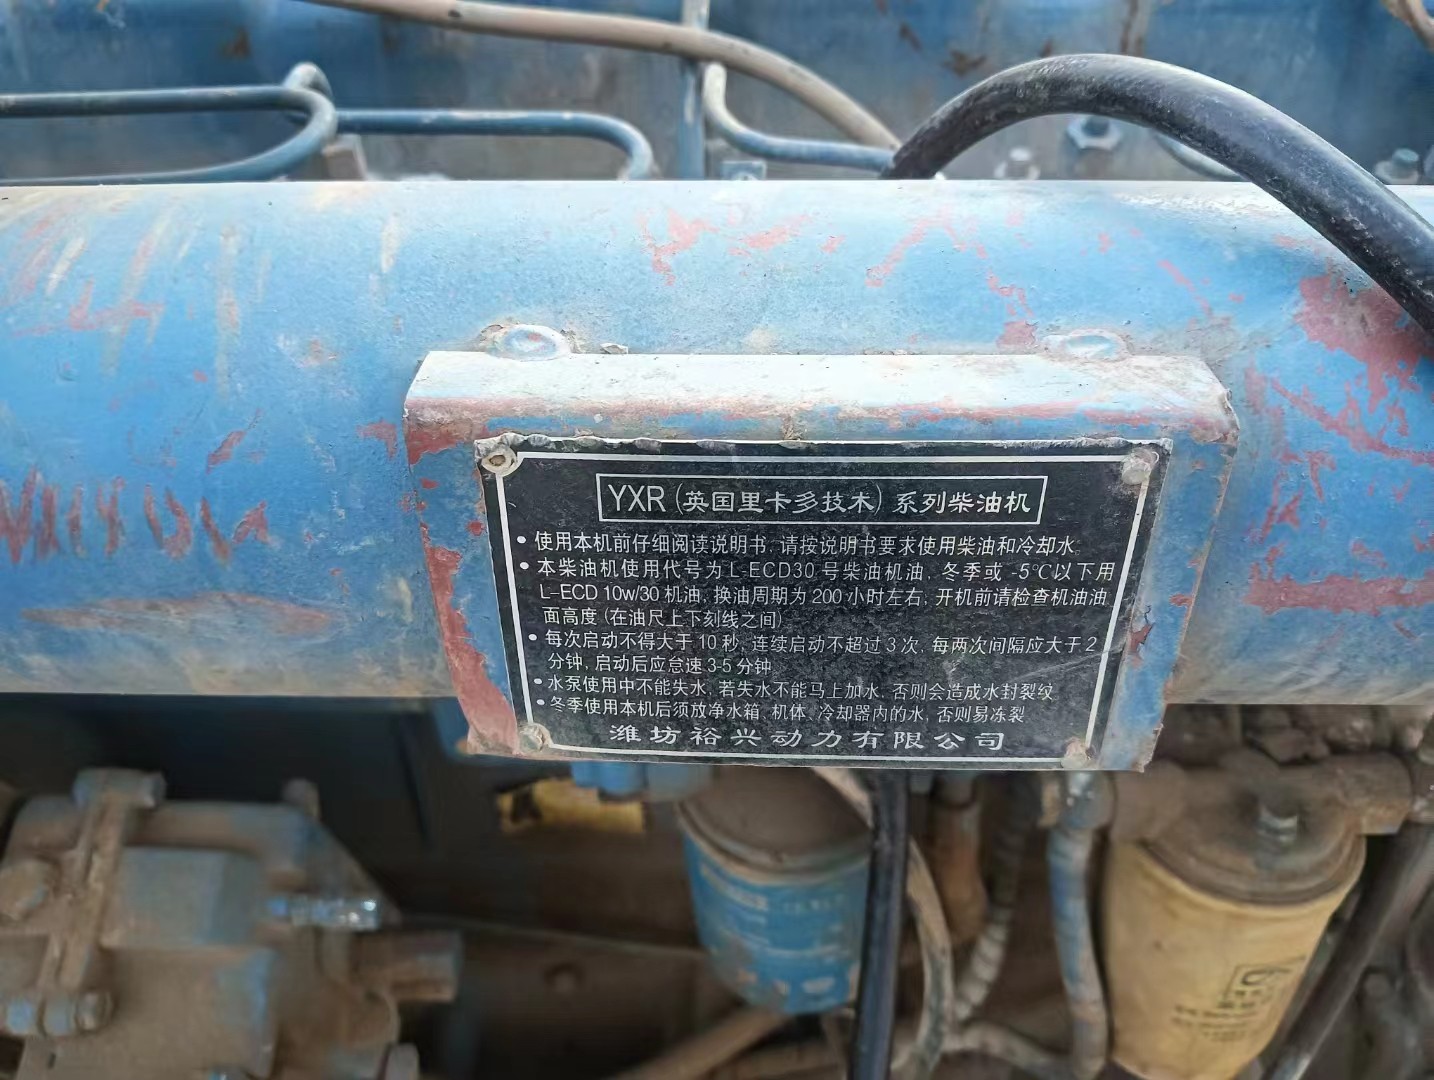 YXR (英国里卡多技术) 系列柴油机
• 使用本机前仔细阅读说明书, 请按说明书要求使用柴油和冷却水。
• 本柴油机使用代号为 L-ECD30 号柴油机油, 冬季或 -5℃以下用
L-ECD 10w/30 机油, 换油周期为 200 小时左右, 开机前请检查机油油
面高度 (在油尺上下刻线之间)
• 每次启动不得大于 10 秒, 连续启动不超过 3 次, 每两次间隔应大于 2
分钟, 启动后应怠速 3-5 分钟
• 水泵使用中不能失水, 若失水不能马上加水, 否则会造成水封裂纹
• 冬季使用本机后须放净水箱、机体、冷却器内的水, 否则易冻裂
潍坊裕兴动力有限公司